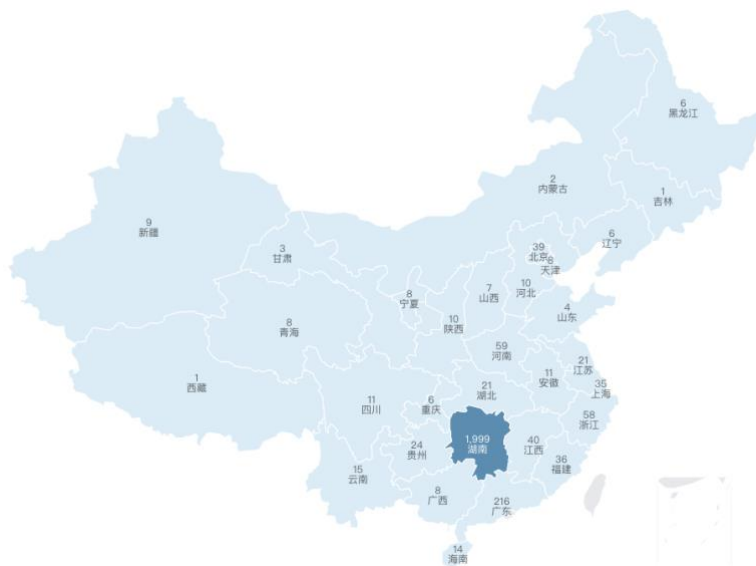 6
黑龙江
2
内蒙古
1
吉林
9
新疆
6
辽宁
39
北京
8
天津
3
甘肃
10
河北
7
山西
8
宁夏
4
山东
10
陕西
8
青海
59
河南
21
江苏
11
安徽
35
上海
1
西藏
21
湖北
11
四川
6
重庆
58
浙江
1,999
湖南
40
江西
24
贵州
36
福建
15
云南
8
广西
216
广东
14
海南